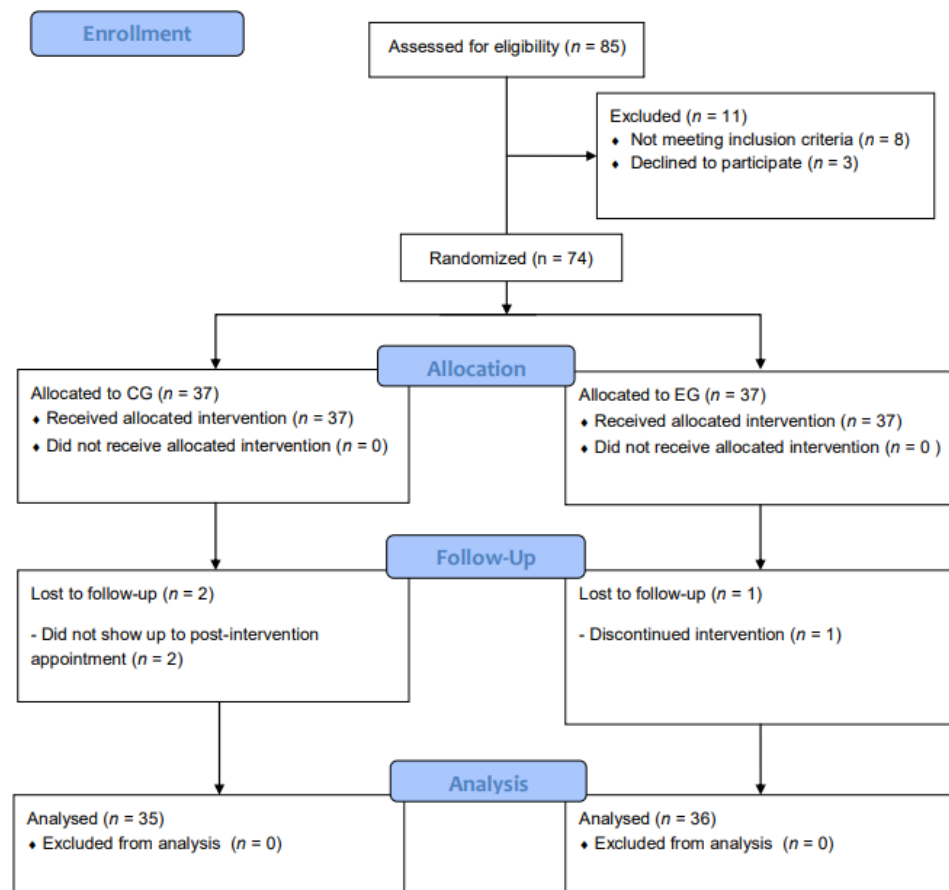 Enrollment
Assessed for eligibility (n = 85)
Excluded (n = 11)
♦ Not meeting inclusion criteria (n = 8)
♦ Declined to participate (n = 3)
Randomized (n = 74)
Allocation
Allocated to CG (n = 37)
♦ Received allocated intervention (n = 37)
♦ Did not receive allocated intervention (n = 0)
Allocated to EG (n = 37)
♦ Received allocated intervention (n = 37)
♦ Did not receive allocated intervention (n = 0 )
Follow-Up
Lost to follow-up (n = 2)
- Did not show up to post-intervention
appointment (n = 2)
Lost to follow-up (n = 1)
- Discontinued intervention (n = 1)
Analysis
Analysed (n = 35)
♦ Excluded from analysis (n = 0)
Analysed (n = 36)
♦ Excluded from analysis (n = 0)